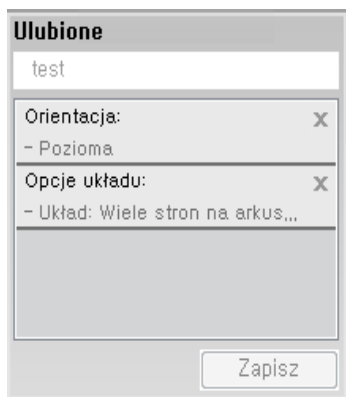 Ulubione
test
Orientacja: X
- Pozioma
Opcje układu: X
- Układ: Wiele stron na arkus,,,
Zapisz